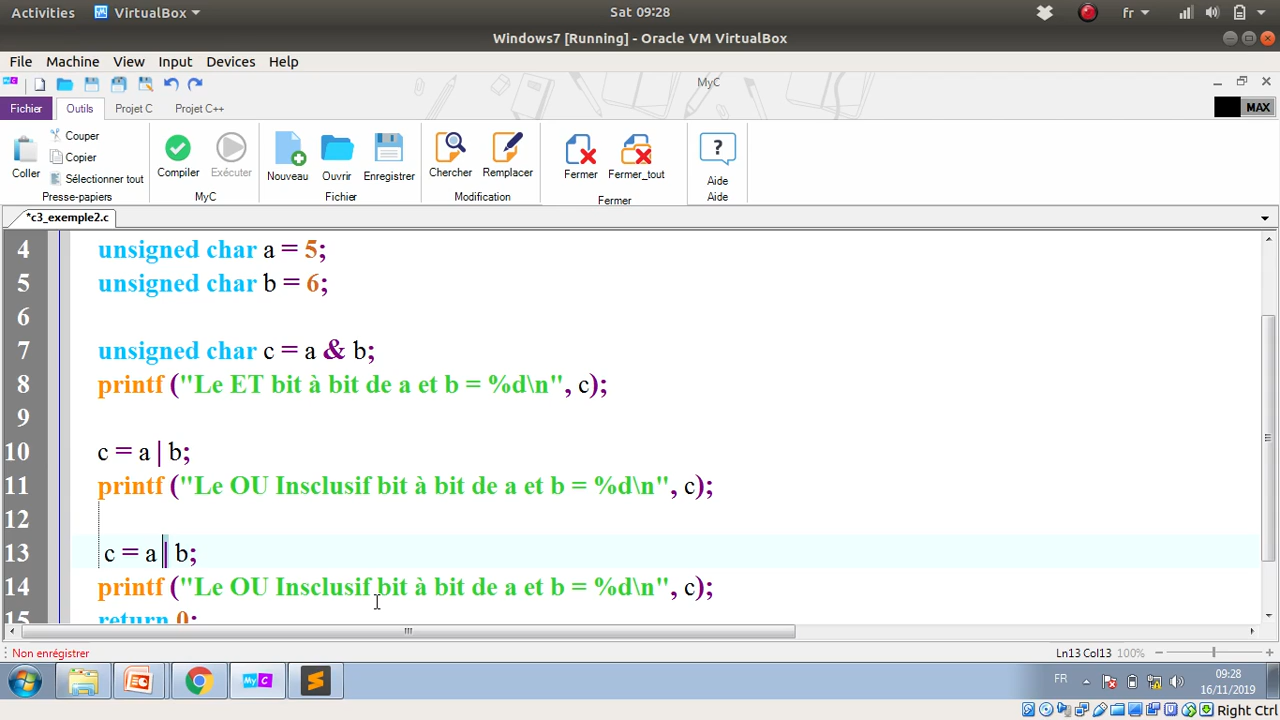 Activities VirtualBox Sat 09:28 fr
Windows7 [Running] - Oracle VM VirtualBox
File Machine View Input Devices Help
MyC
Fichier Outils Projet C Projet C++ MAX
Coller Couper Copier Sélectionner tout Presse-papiers
Compiler Exécuter MyC
Nouveau Ouvrir Enregistrer Fichier
Chercher Remplacer Modification
Fermer Fermer_tout Fermer
Aide Aide
*c3_exemple2.c
4 unsigned char a = 5;
5 unsigned char b = 6;
6
7 unsigned char c = a & b;
8 printf ("Le ET bit à bit de a et b = %d\n", c);
9
10 c = a | b;
11 printf ("Le OU Insclusif bit à bit de a et b = %d\n", c);
12
13 c = a | b;
14 printf ("Le OU Insclusif bit à bit de a et b = %d\n", c);
15 return 0;
Non enrégistrer Ln13 Col13 100%
FR 09:28
16/11/2019
Right Ctrl